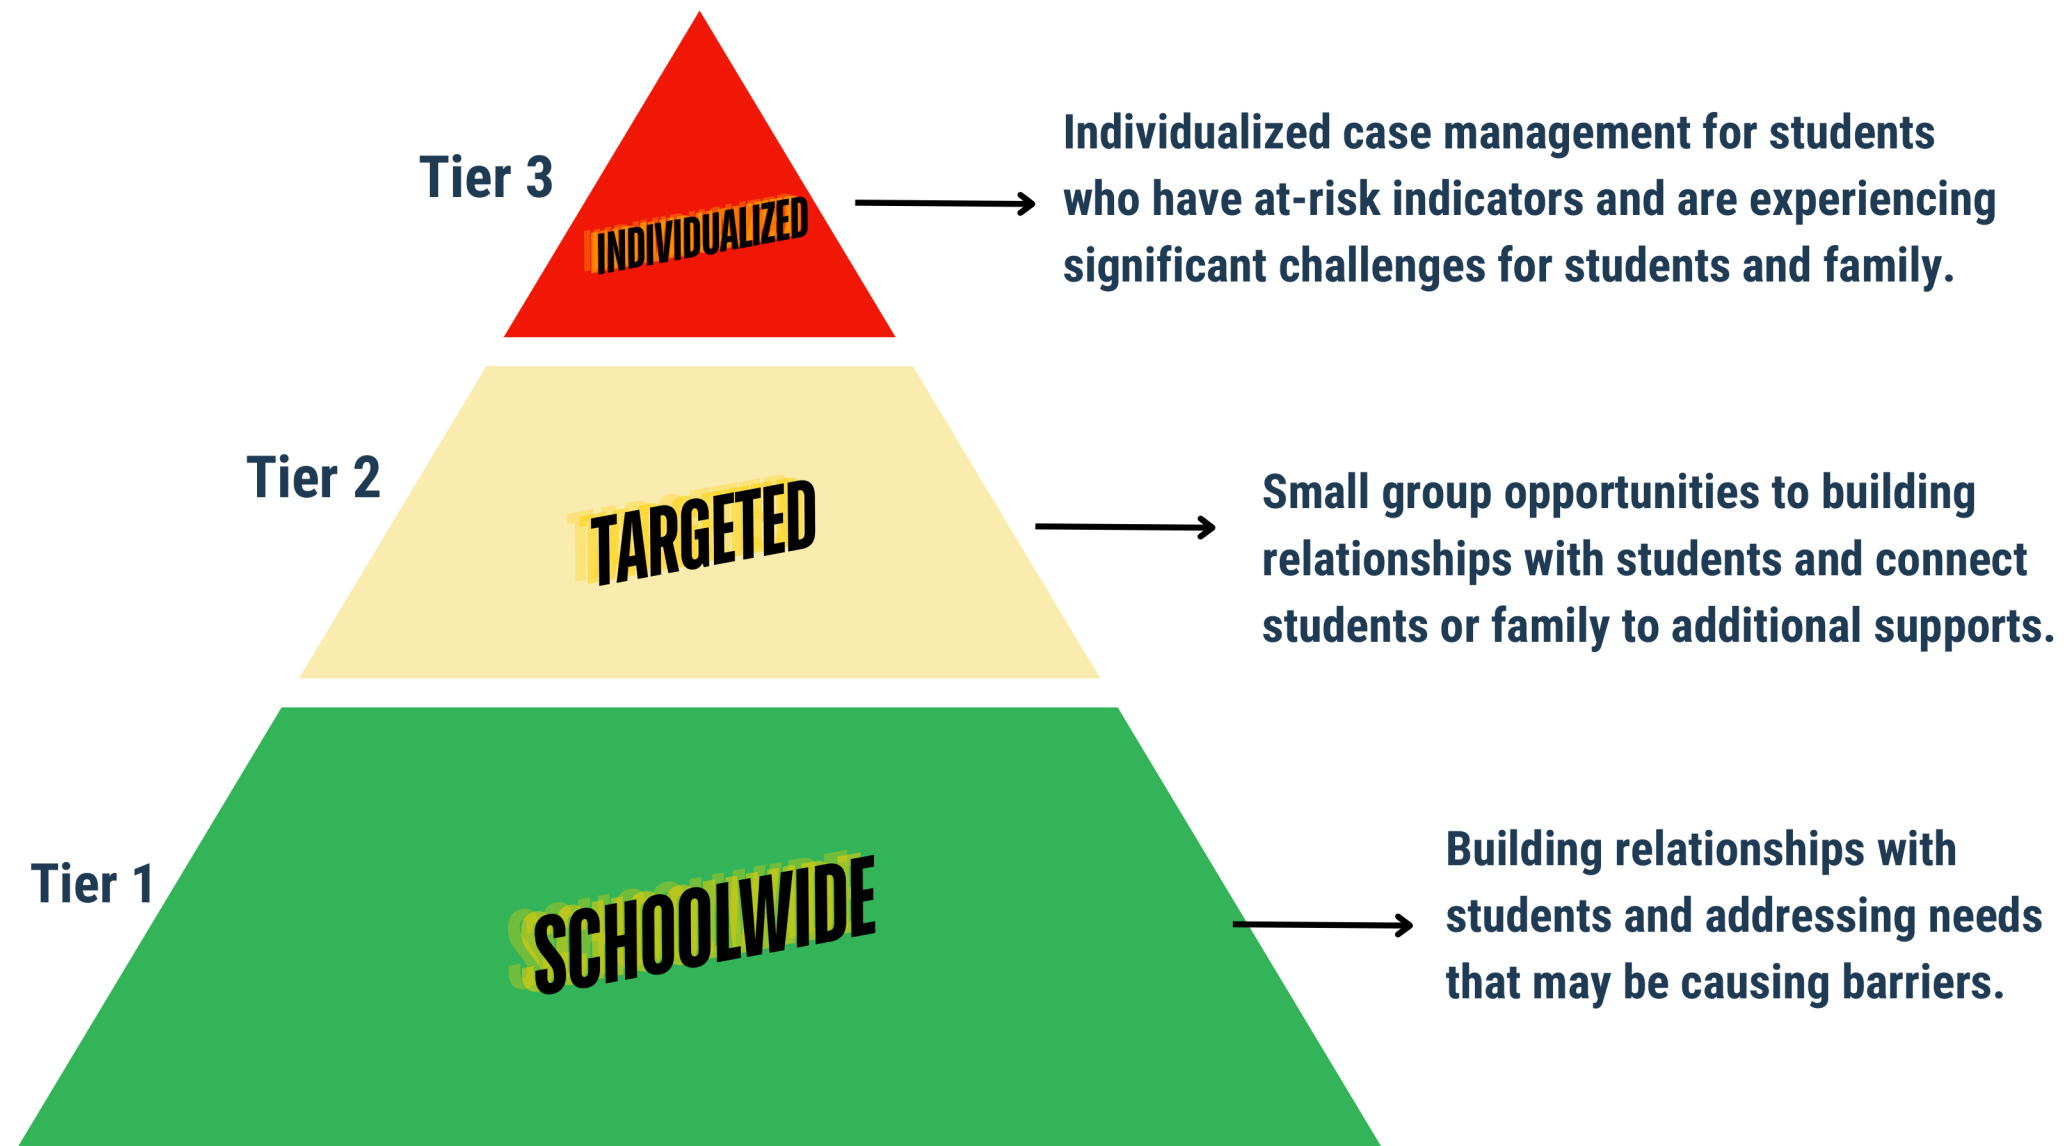 Tier 3
INDIVIDUALIZED
Individualized case management for students
who have at-risk indicators and are experiencing
significant challenges for students and family.
Tier 2
TARGETED
Small group opportunities to building
relationships with students and connect
students or family to additional supports.
Tier 1
SCHOOLWIDE
Building relationships with
students and addressing needs
that may be causing barriers.